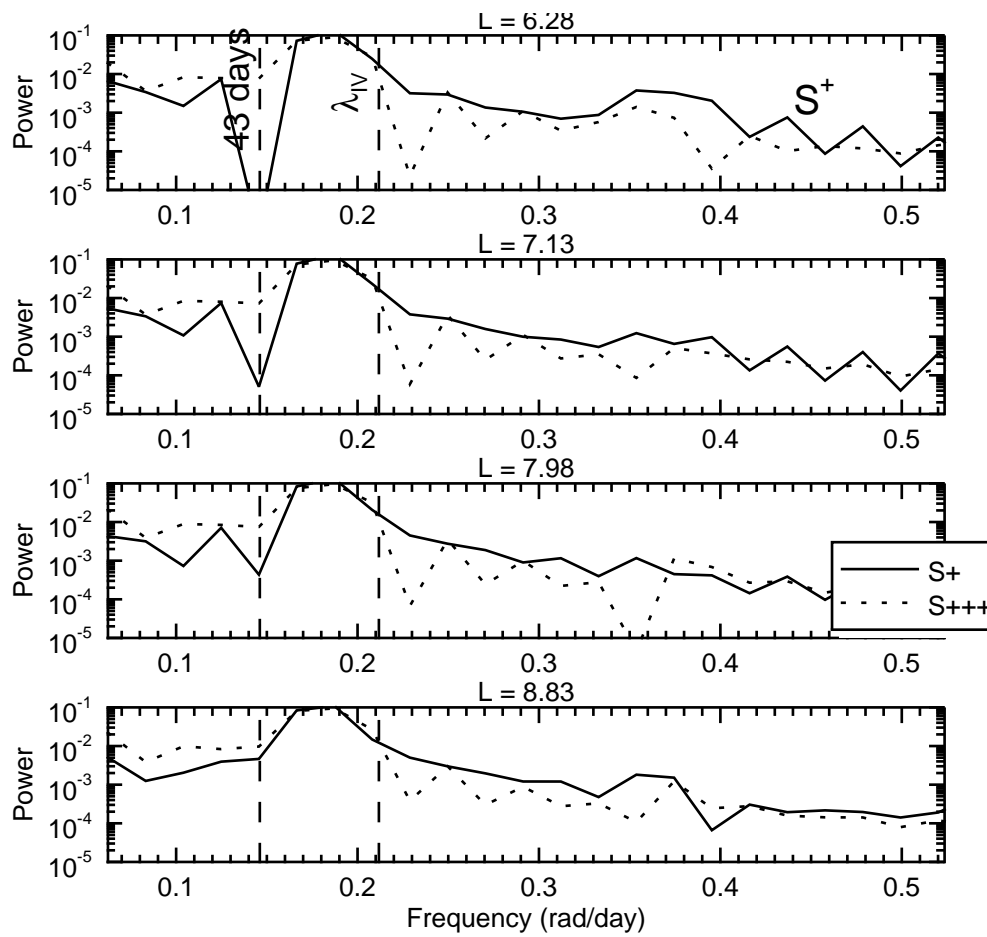 L = 6.28
10^-1
10^-2
10^-3
10^-4
10^-5
Power
43 days
λ_IV
S^+
0.1 0.2 0.3 0.4 0.5
L = 7.13
10^-1
10^-2
10^-3
10^-4
10^-5
Power
0.1 0.2 0.3 0.4 0.5
L = 7.98
10^-1
10^-2
10^-3
10^-4
10^-5
Power
S+
S+++
0.1 0.2 0.3 0.4 0.5
L = 8.83
10^-1
10^-2
10^-3
10^-4
10^-5
Power
0.1 0.2 0.3 0.4 0.5
Frequency (rad/day)